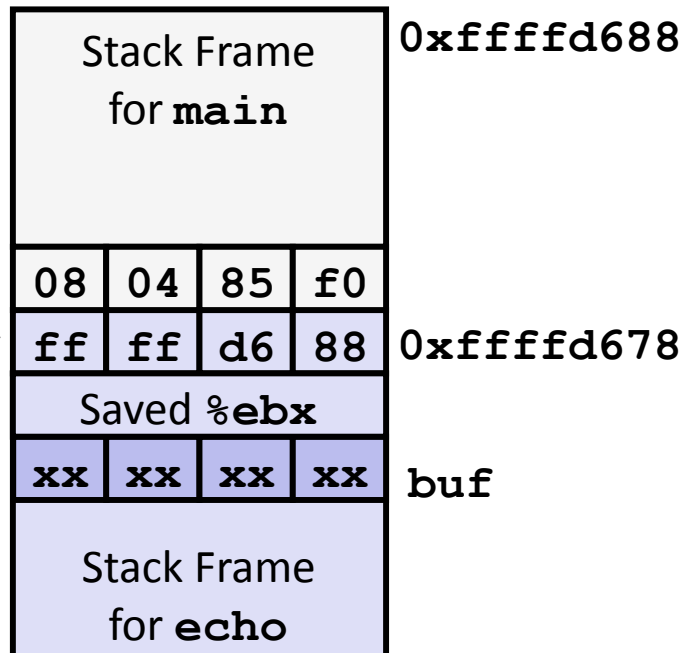 Stack Frame
for main
0xffffd688
08 04 85 f0
ff ff d6 88 0xffffd678
Saved %ebx
xx xx xx xx buf
Stack Frame
for echo